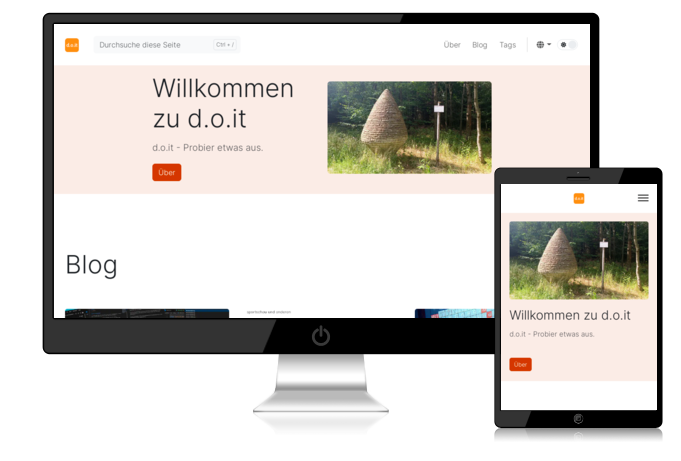 d.o.it
Durchsuche diese Seite
Ctrl + /
Über
Blog
Tags
Willkommen
zu d.o.it
d.o.it - Probier etwas aus.
Über
Blog
d.o.it
Willkommen zu d.o.it
d.o.it - Probier etwas aus.
Über